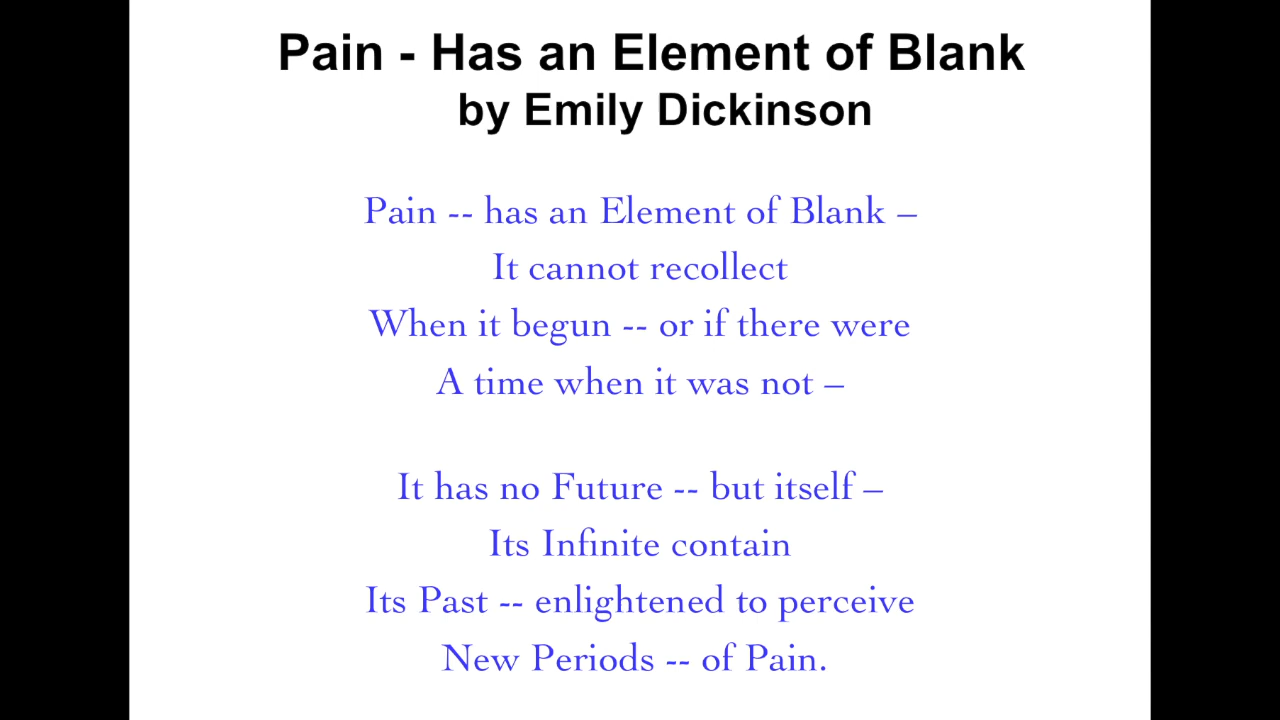 Pain - Has an Element of Blank
by Emily Dickinson
Pain -- has an Element of Blank –
It cannot recollect
When it begun -- or if there were
A time when it was not –
It has no Future -- but itself –
Its Infinite contain
Its Past -- enlightened to perceive
New Periods -- of Pain.